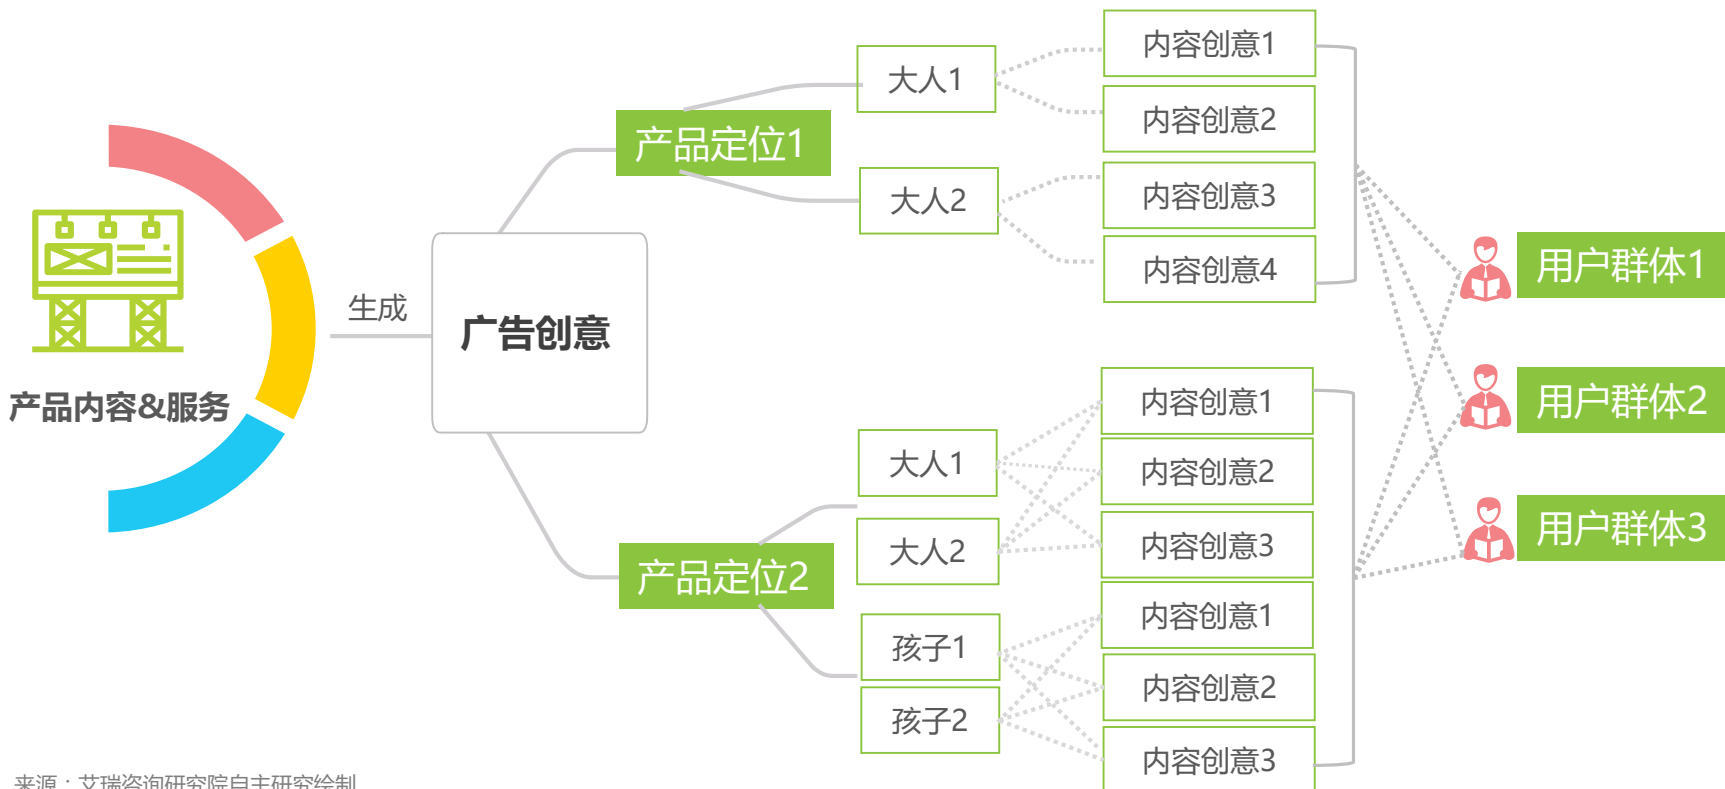 产品内容&服务
生成
广告创意
产品定位1
大人1
内容创意1
内容创意2
大人2
内容创意3
内容创意4
产品定位2
大人1
大人2
内容创意1
内容创意2
内容创意3
孩子1
孩子2
内容创意1
内容创意2
内容创意3
用户群体1
用户群体2
用户群体3
来源：艾瑞咨询研究院自主研究绘制